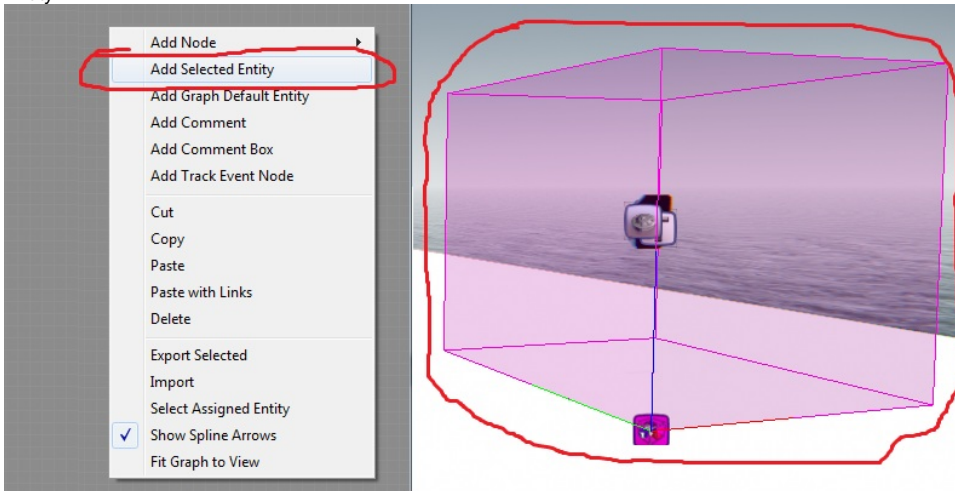 Add Node
Add Selected Entity
Add Graph Default Entity
Add Comment
Add Comment Box
Add Track Event Node
Cut
Copy
Paste
Paste with Links
Delete
Export Selected
Import
Select Assigned Entity
Show Spline Arrows
Fit Graph to View